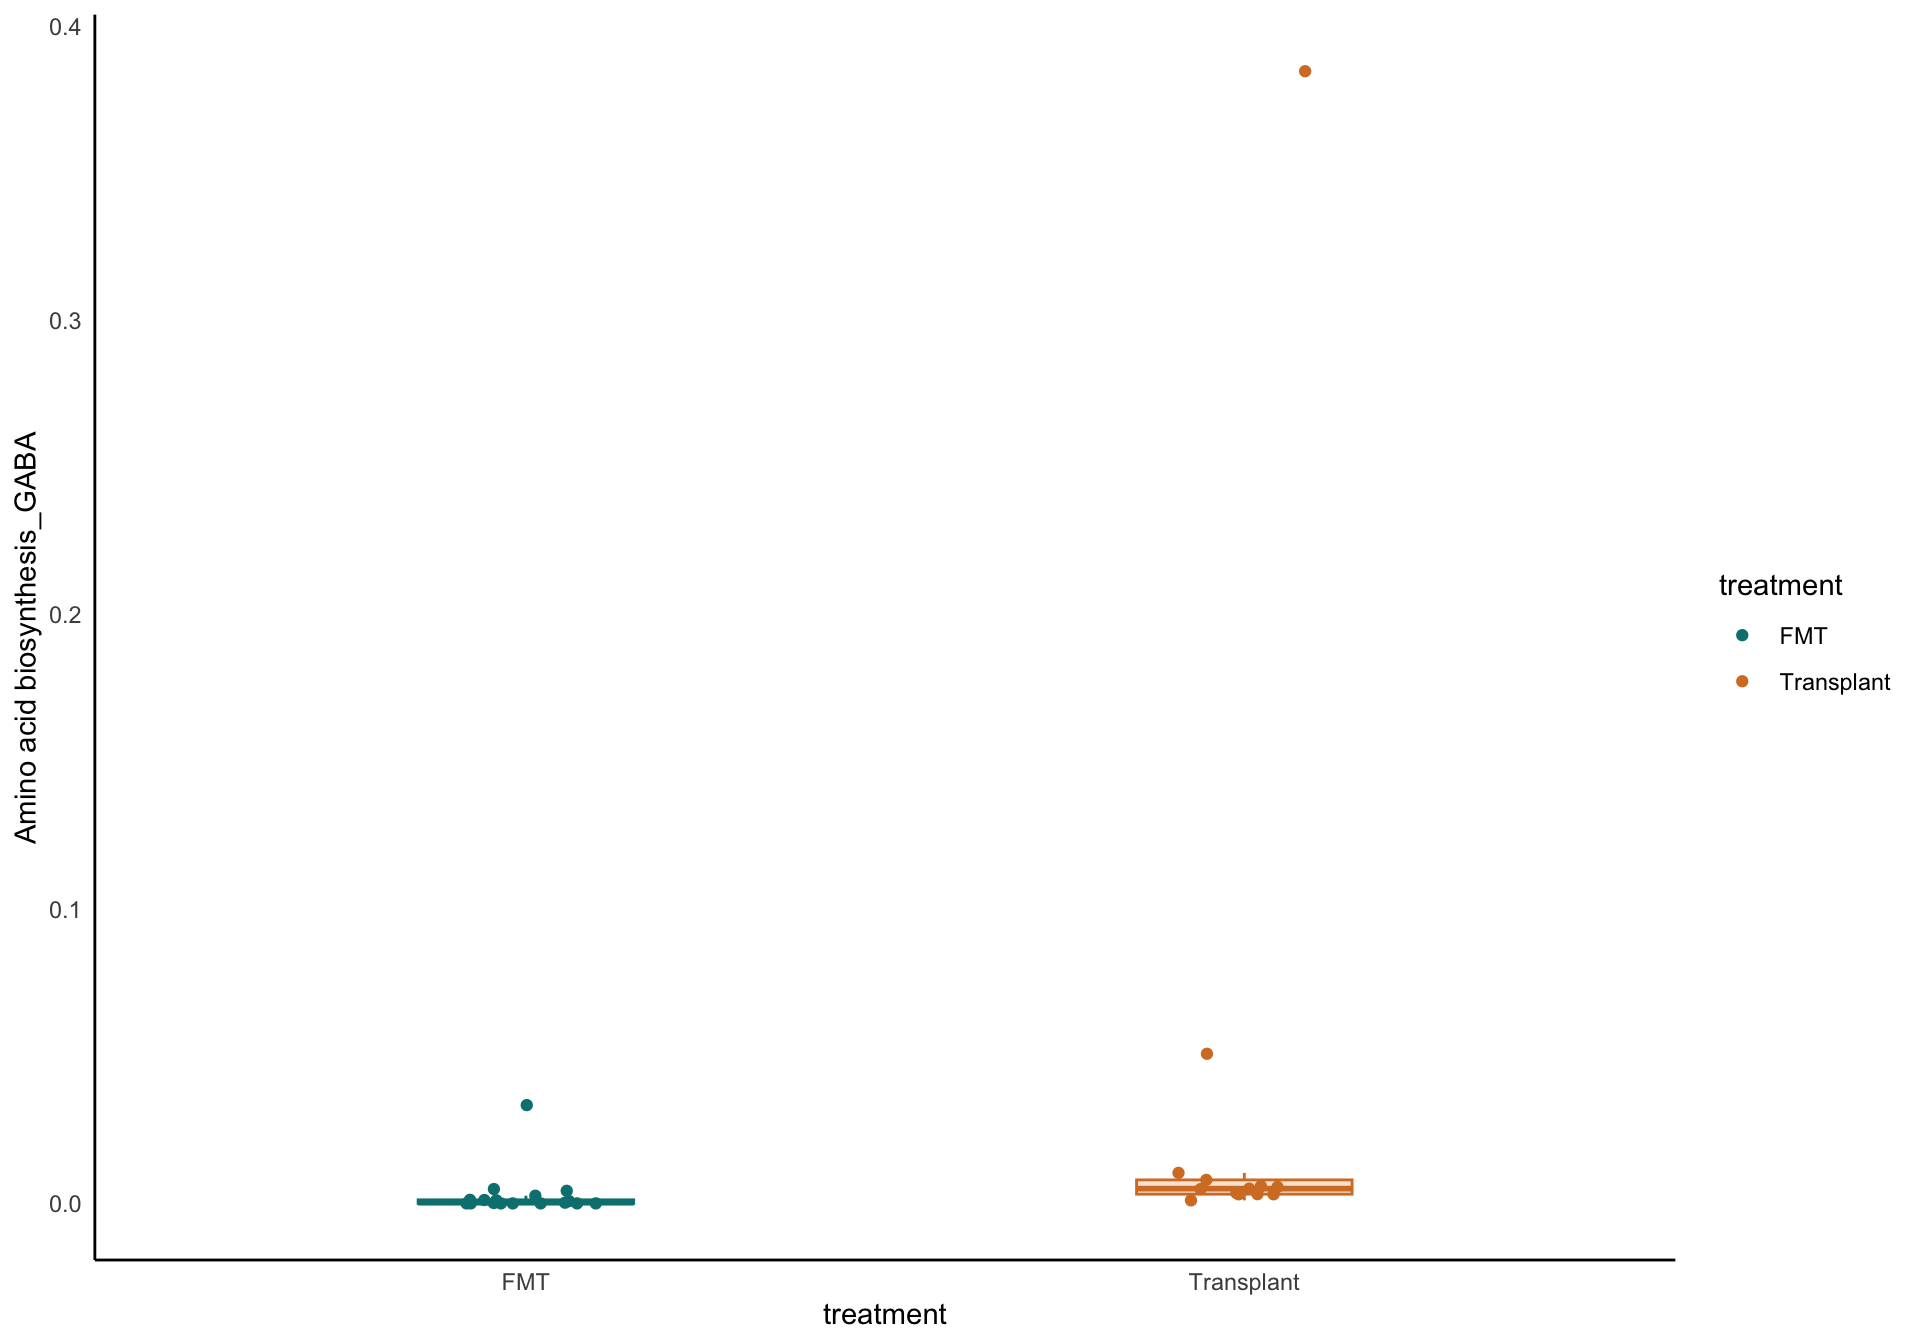 0.4
0.3
0.2
0.1
0.0
Amino acid biosynthesis_GABA
FMT
Transplant
treatment
treatment
FMT
Transplant